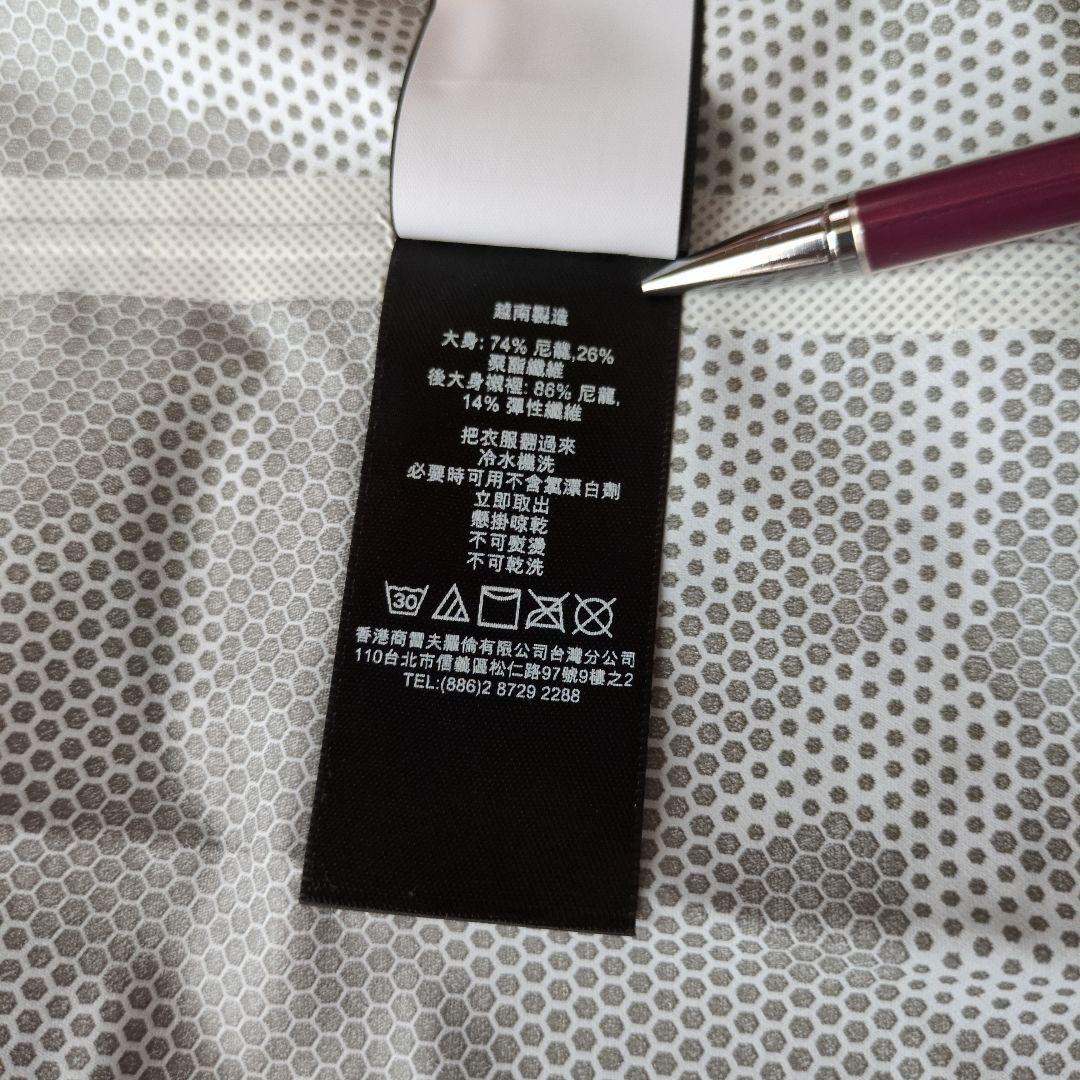 越南製造
大身: 74% 尼龍,26%
聚酯纖維
後大身襯裡: 86% 尼龍,
14% 彈性纖維
把衣服翻過來
冷水機洗
必要時可用不含氯漂白劑
立即取出
懸掛晾乾
不可熨燙
不可乾洗
30
香港商雷夫羅倫有限公司台灣分公司
110台北市信義區松仁路97號9樓之2
TEL:(886)2 8729 2288